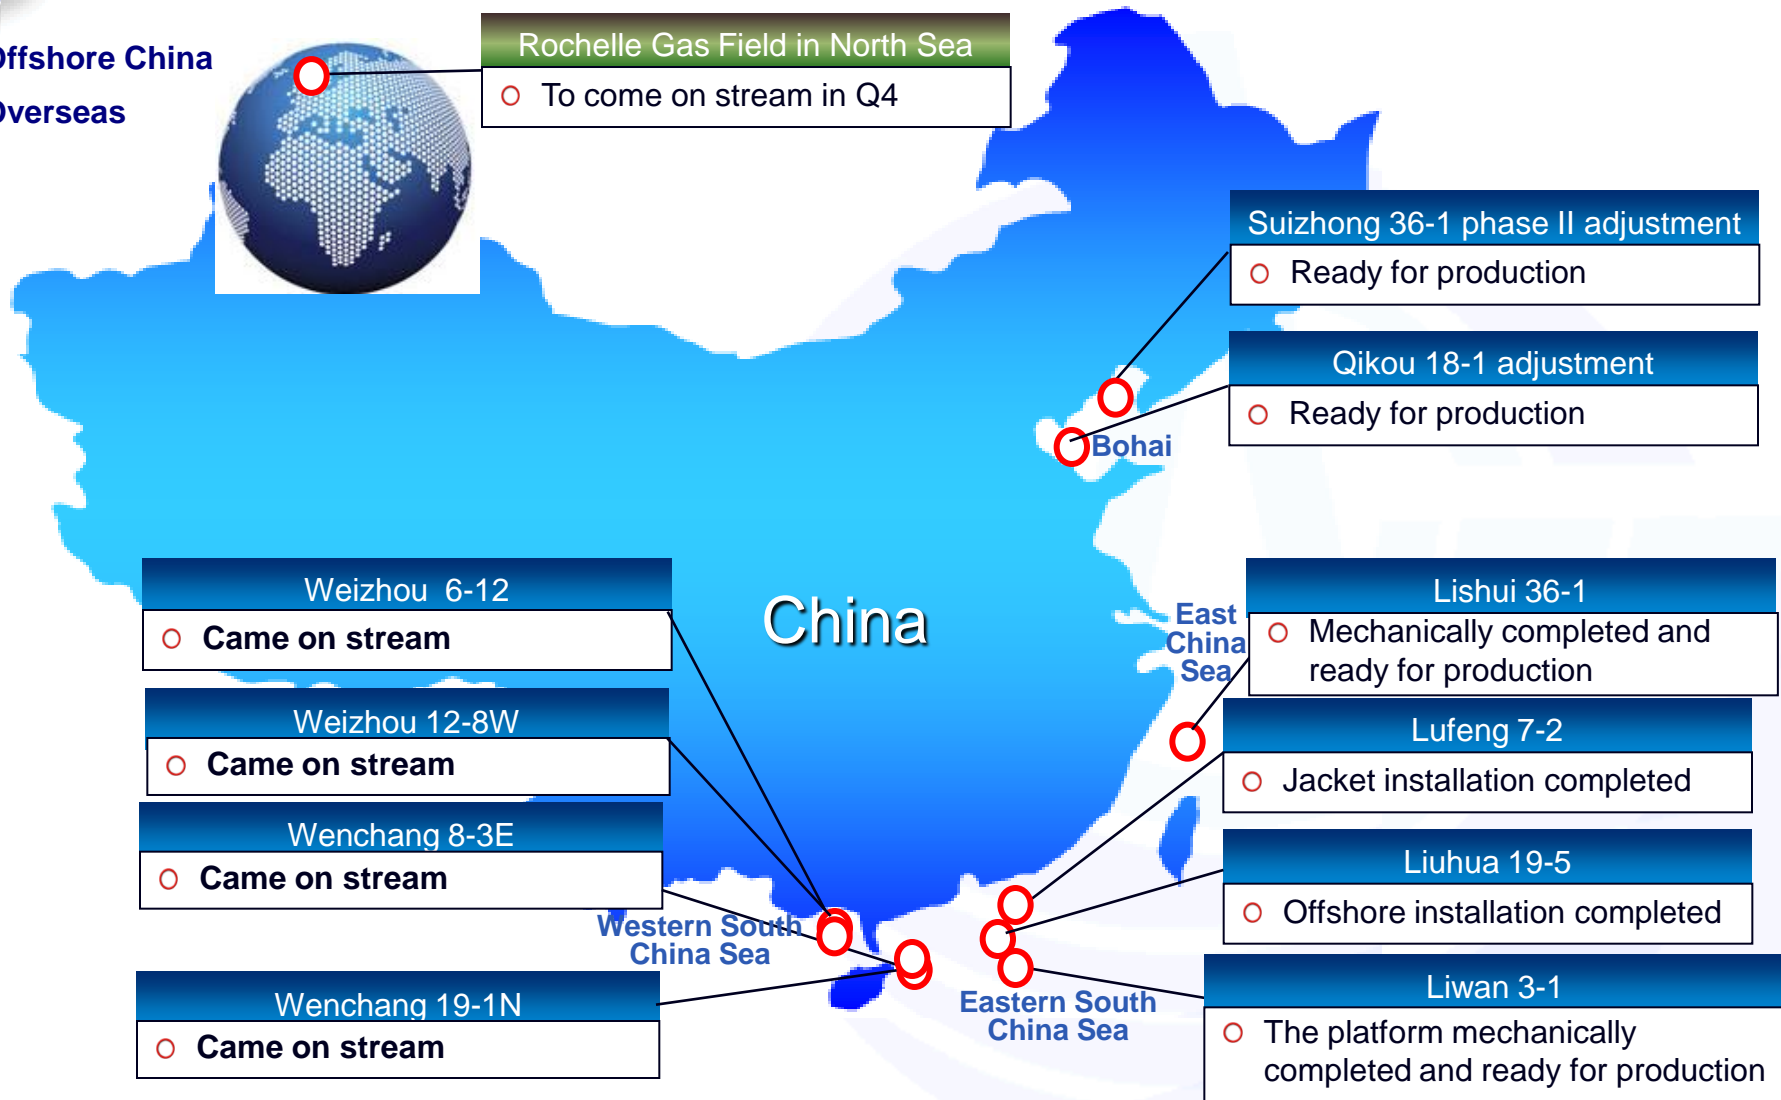 Offshore China
Overseas
Rochelle Gas Field in North Sea
To come on stream in Q4
Suizhong 36-1 phase II adjustment
Ready for production
Qikou 18-1 adjustment
Ready for production
Bohai
Weizhou 6-12
Came on stream
China
East
China
Sea
Lishui 36-1
Mechanically completed and
ready for production
Weizhou 12-8W
Came on stream
Lufeng 7-2
Jacket installation completed
Wenchang 8-3E
Came on stream
Liuhua 19-5
Offshore installation completed
Western South
China Sea
Wenchang 19-1N
Came on stream
Eastern South
China Sea
Liwan 3-1
The platform mechanically
completed and ready for production